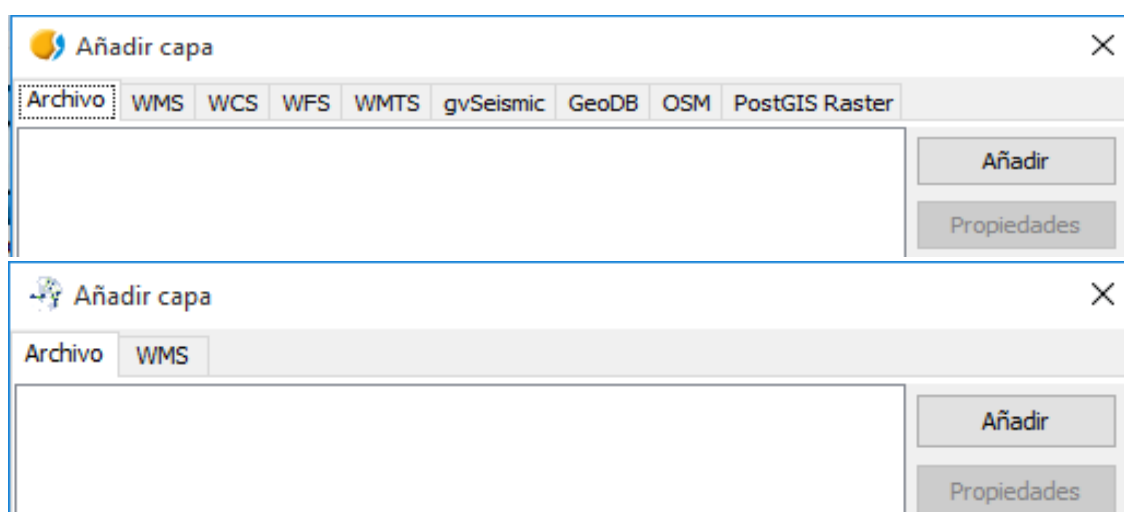 Añadir capa
Archivo WMS WCS WFS WMTS gvSeismic GeoDB OSM PostGIS Raster
Añadir
Propiedades
Añadir capa
Archivo WMS
Añadir
Propiedades